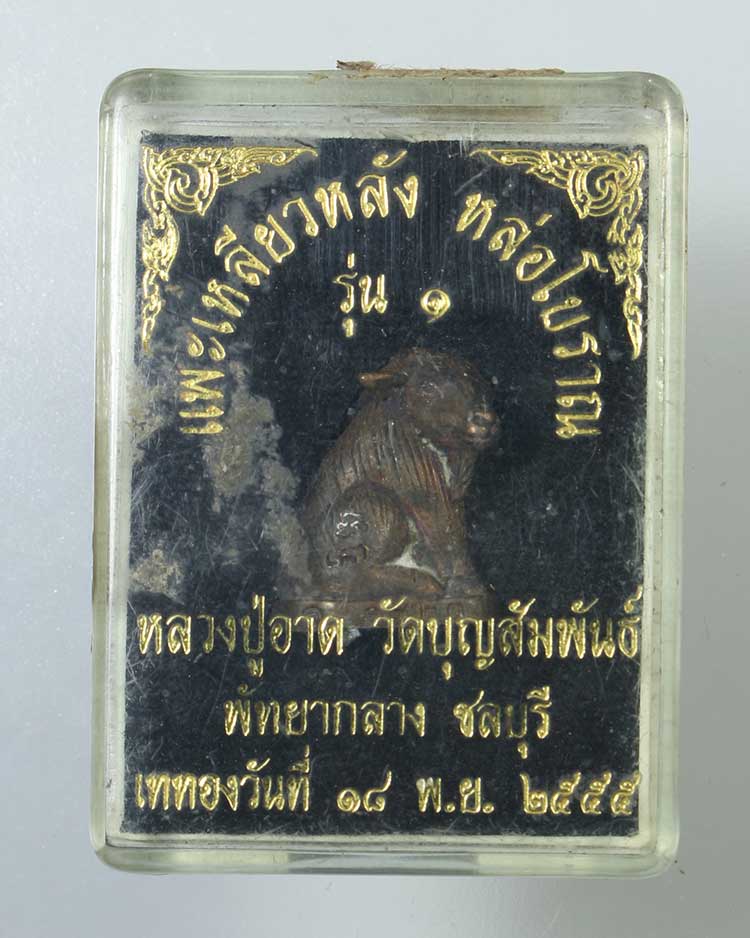 แพะเหลียวหลัง หล่อโบราณ
รุ่น ๑
หลวงปู่อาด วัดบุญสัมพันธ์
พัทยากลาง ชลบุรี
เททองวันที่ ๑๘ พ.ย. ๒๕๕๕